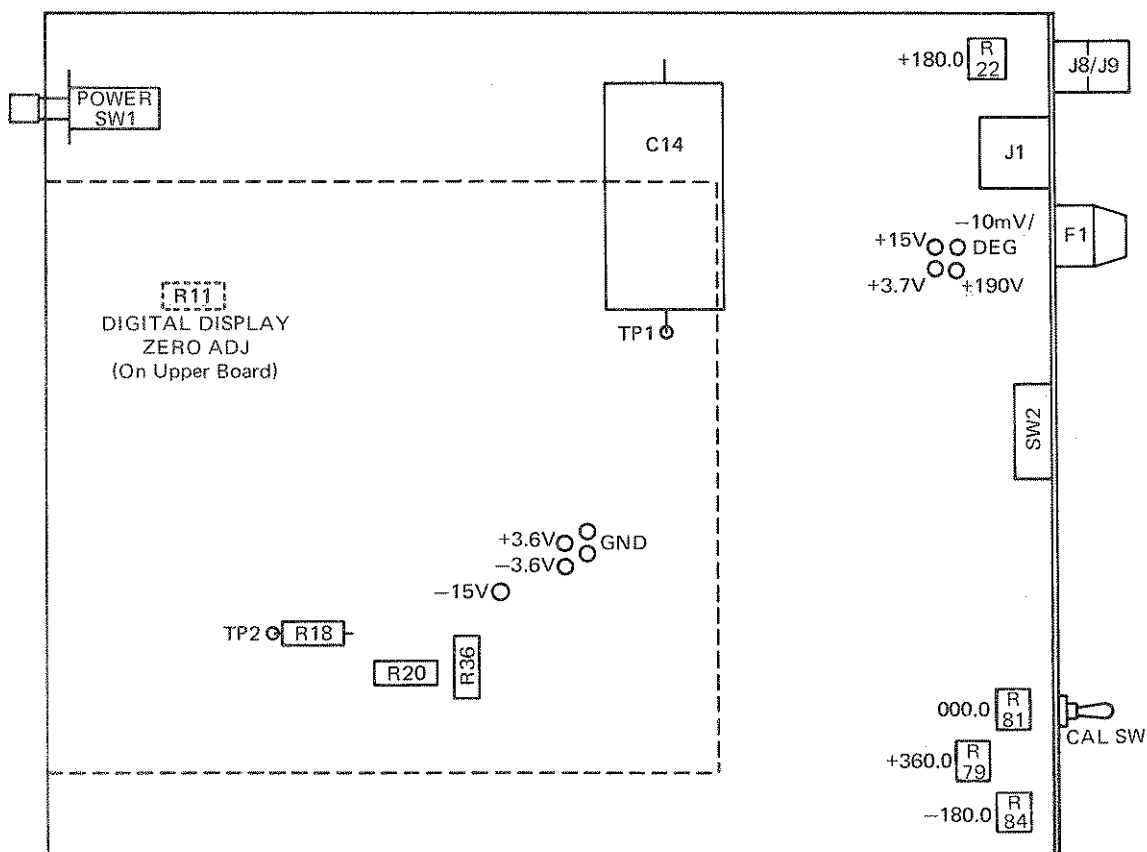 +180.0
R
22
J8/J9
POWER
SW1
C14
J1
−10mV/
DEG
+15V
F1
+3.7V
+190V
R11
DIGITAL DISPLAY
ZERO ADJ
(On Upper Board)
TP1
SW2
+3.6V
GND
−3.6V
−15V
TP2
R18
R20
R36
000.0
R
81
CAL SW
+360.0
R
79
−180.0
R
84